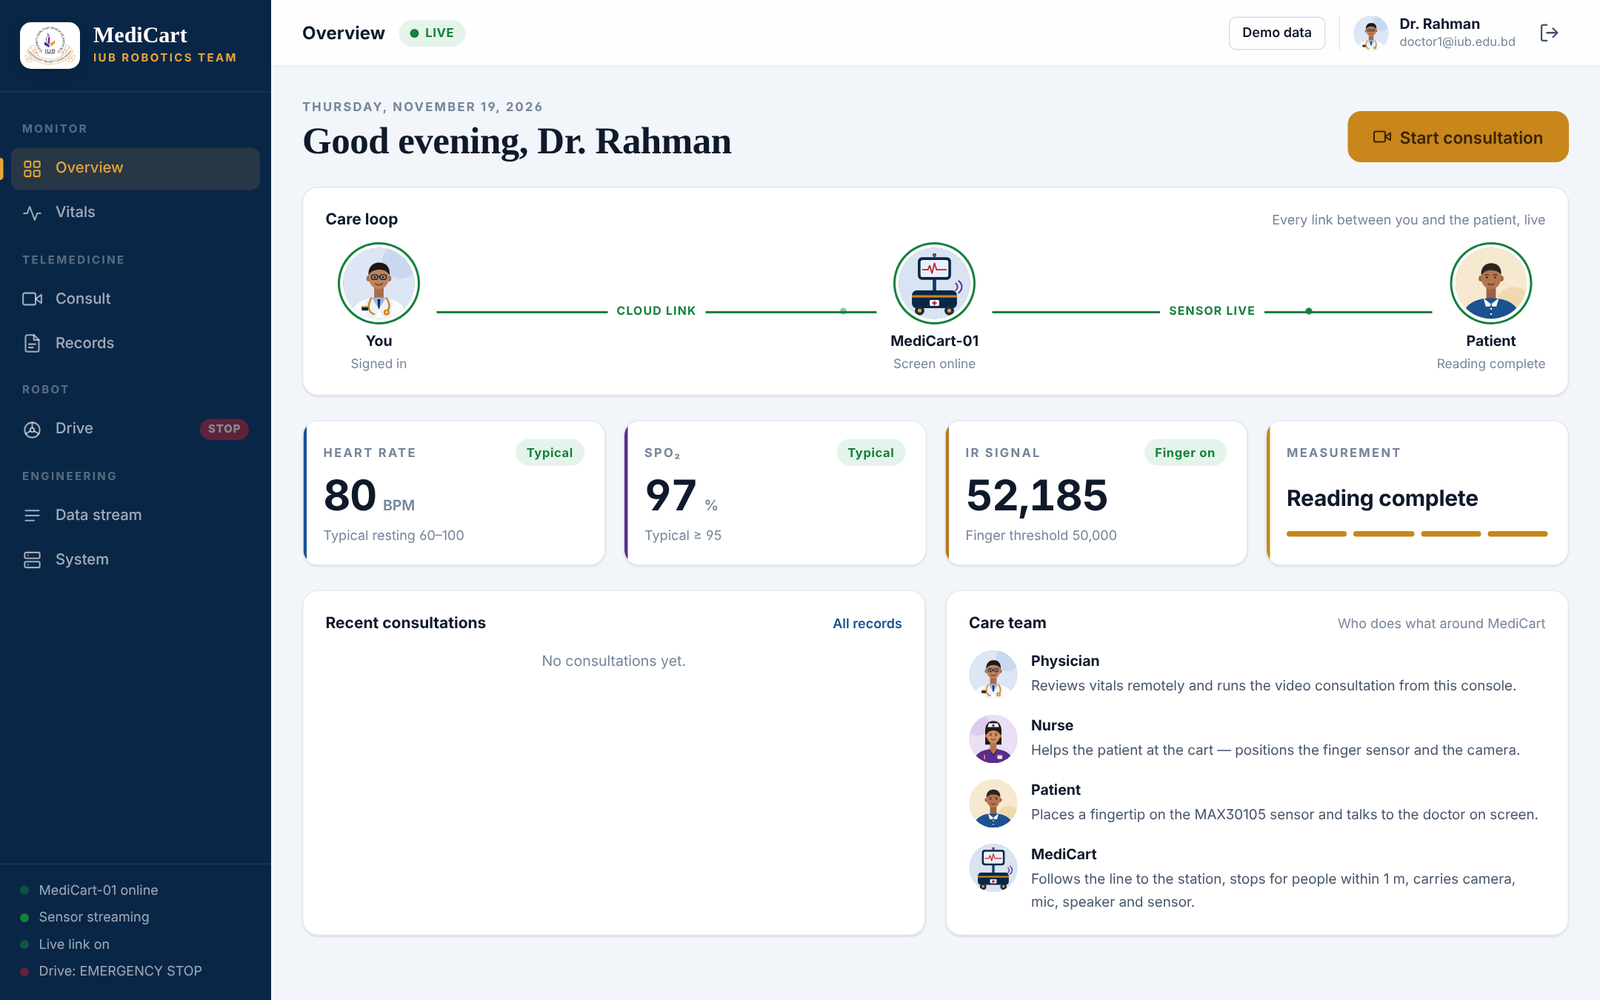 MediCart
IUB ROBOTICS TEAM
MONITOR
Overview
Vitals
TELEMEDICINE
Consult
Records
ROBOT
Drive
STOP
ENGINEERING
Data stream
System
MediCart-01 online
Sensor streaming
Live link on
Drive: EMERGENCY STOP
Overview
LIVE
Demo data
Dr. Rahman
doctor1@iub.edu.bd
THURSDAY, NOVEMBER 19, 2026
Good evening, Dr. Rahman
Start consultation
Care loop
Every link between you and the patient, live
CLOUD LINK
SENSOR LIVE
You
Signed in
MediCart-01
Screen online
Patient
Reading complete
HEART RATE
Typical
80 BPM
Typical resting 60–100
SPO₂
Typical
97 %
Typical ≥ 95
IR SIGNAL
Finger on
52,185
Finger threshold 50,000
MEASUREMENT
Reading complete
Recent consultations
All records
No consultations yet.
Care team
Who does what around MediCart
Physician
Reviews vitals remotely and runs the video consultation from this console.
Nurse
Helps the patient at the cart — positions the finger sensor and the camera.
Patient
Places a fingertip on the MAX30105 sensor and talks to the doctor on screen.
MediCart
Follows the line to the station, stops for people within 1 m, carries camera,
mic, speaker and sensor.